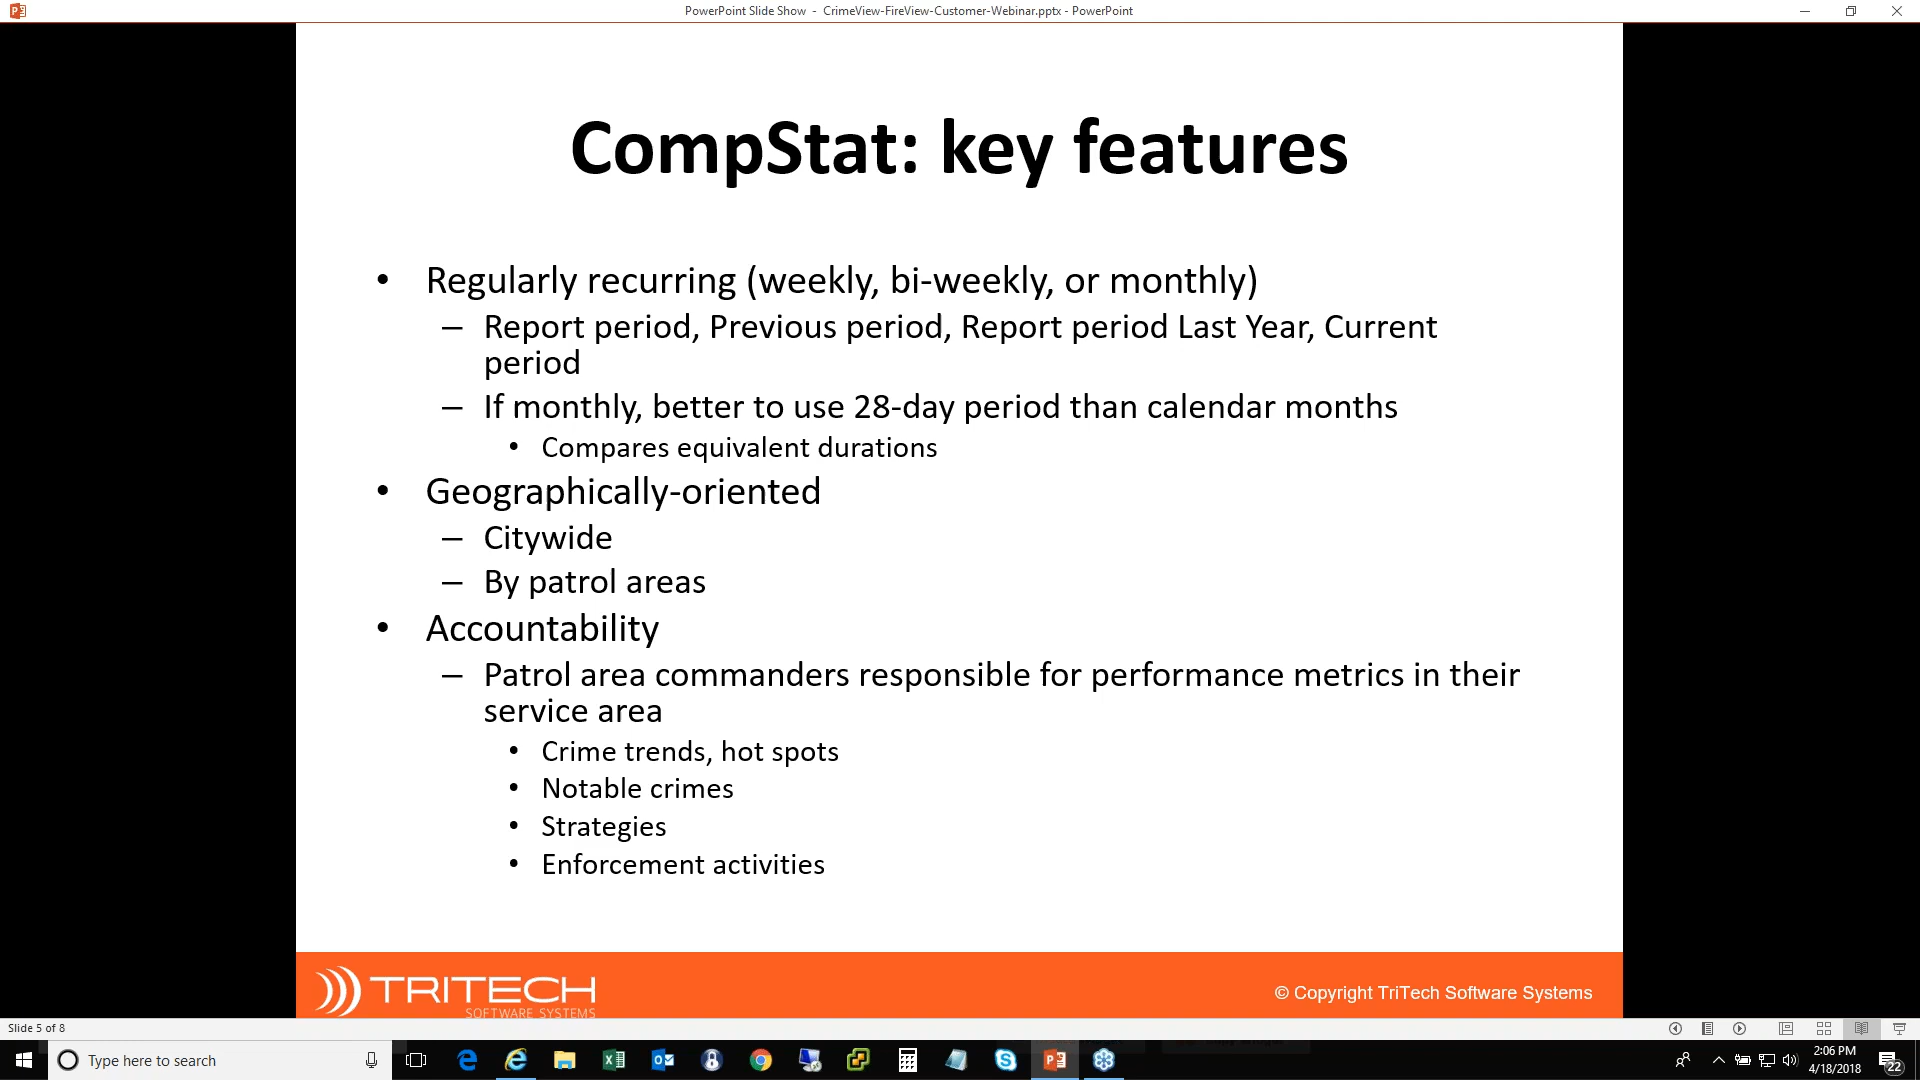 PowerPoint Slide Show - CrimeView-FireView-Customer-Webinar.pptx - PowerPoint
CompStat: key features
• Regularly recurring (weekly, bi-weekly, or monthly)
– Report period, Previous period, Report period Last Year, Current
period
– If monthly, better to use 28-day period than calendar months
• Compares equivalent durations
• Geographically-oriented
– Citywide
– By patrol areas
• Accountability
– Patrol area commanders responsible for performance metrics in their
service area
• Crime trends, hot spots
• Notable crimes
• Strategies
• Enforcement activities
TRITECH
SOFTWARE SYSTEMS
© Copyright TriTech Software Systems
Slide 5 of 8
Type here to search
2:06 PM
4/18/2018
22